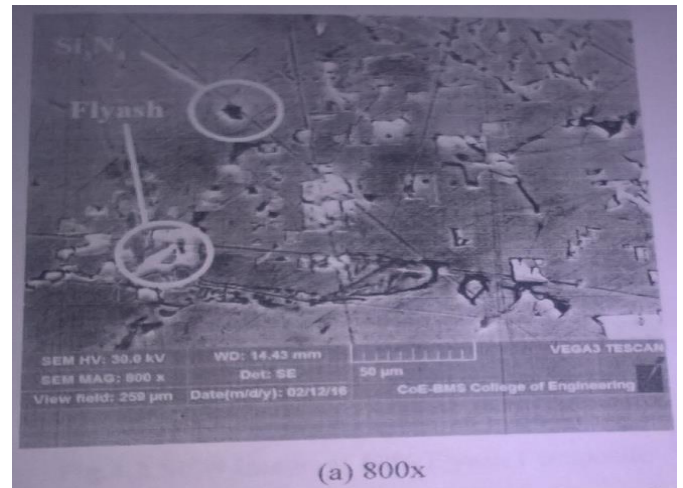 Si₃N₄
Flyash
SEM HV: 30.0 kV
WD: 14.43 mm
VEGA3 TESCAN
SEM MAG: 800 x
Det: SE
50 µm
View field: 259 µm
Date(m/d/y): 02/12/16
CoE-BMS College of Engineering
(a) 800x